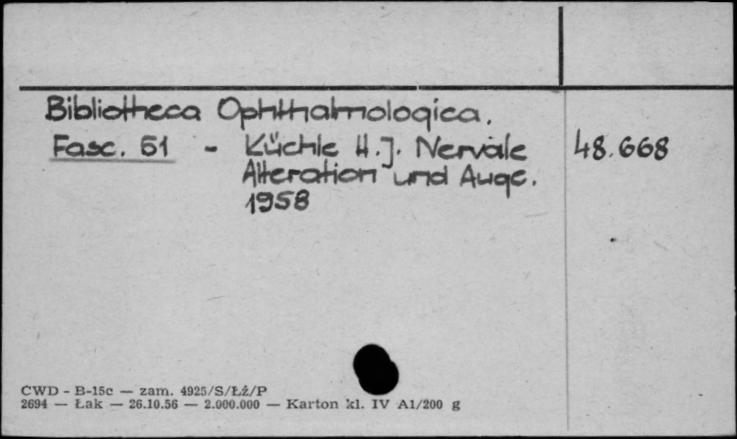 Bibliotheca Ophthalmologica.
Fasc. 51 - Küchle H.J. Nervale 48.668
Alteration und Auge.
1958
CWD - B-15c — zam. 4925/S/Łż/P
2694 — Łak — 26.10.56 — 2.000.000 — Karton kl. IV A1/200 g